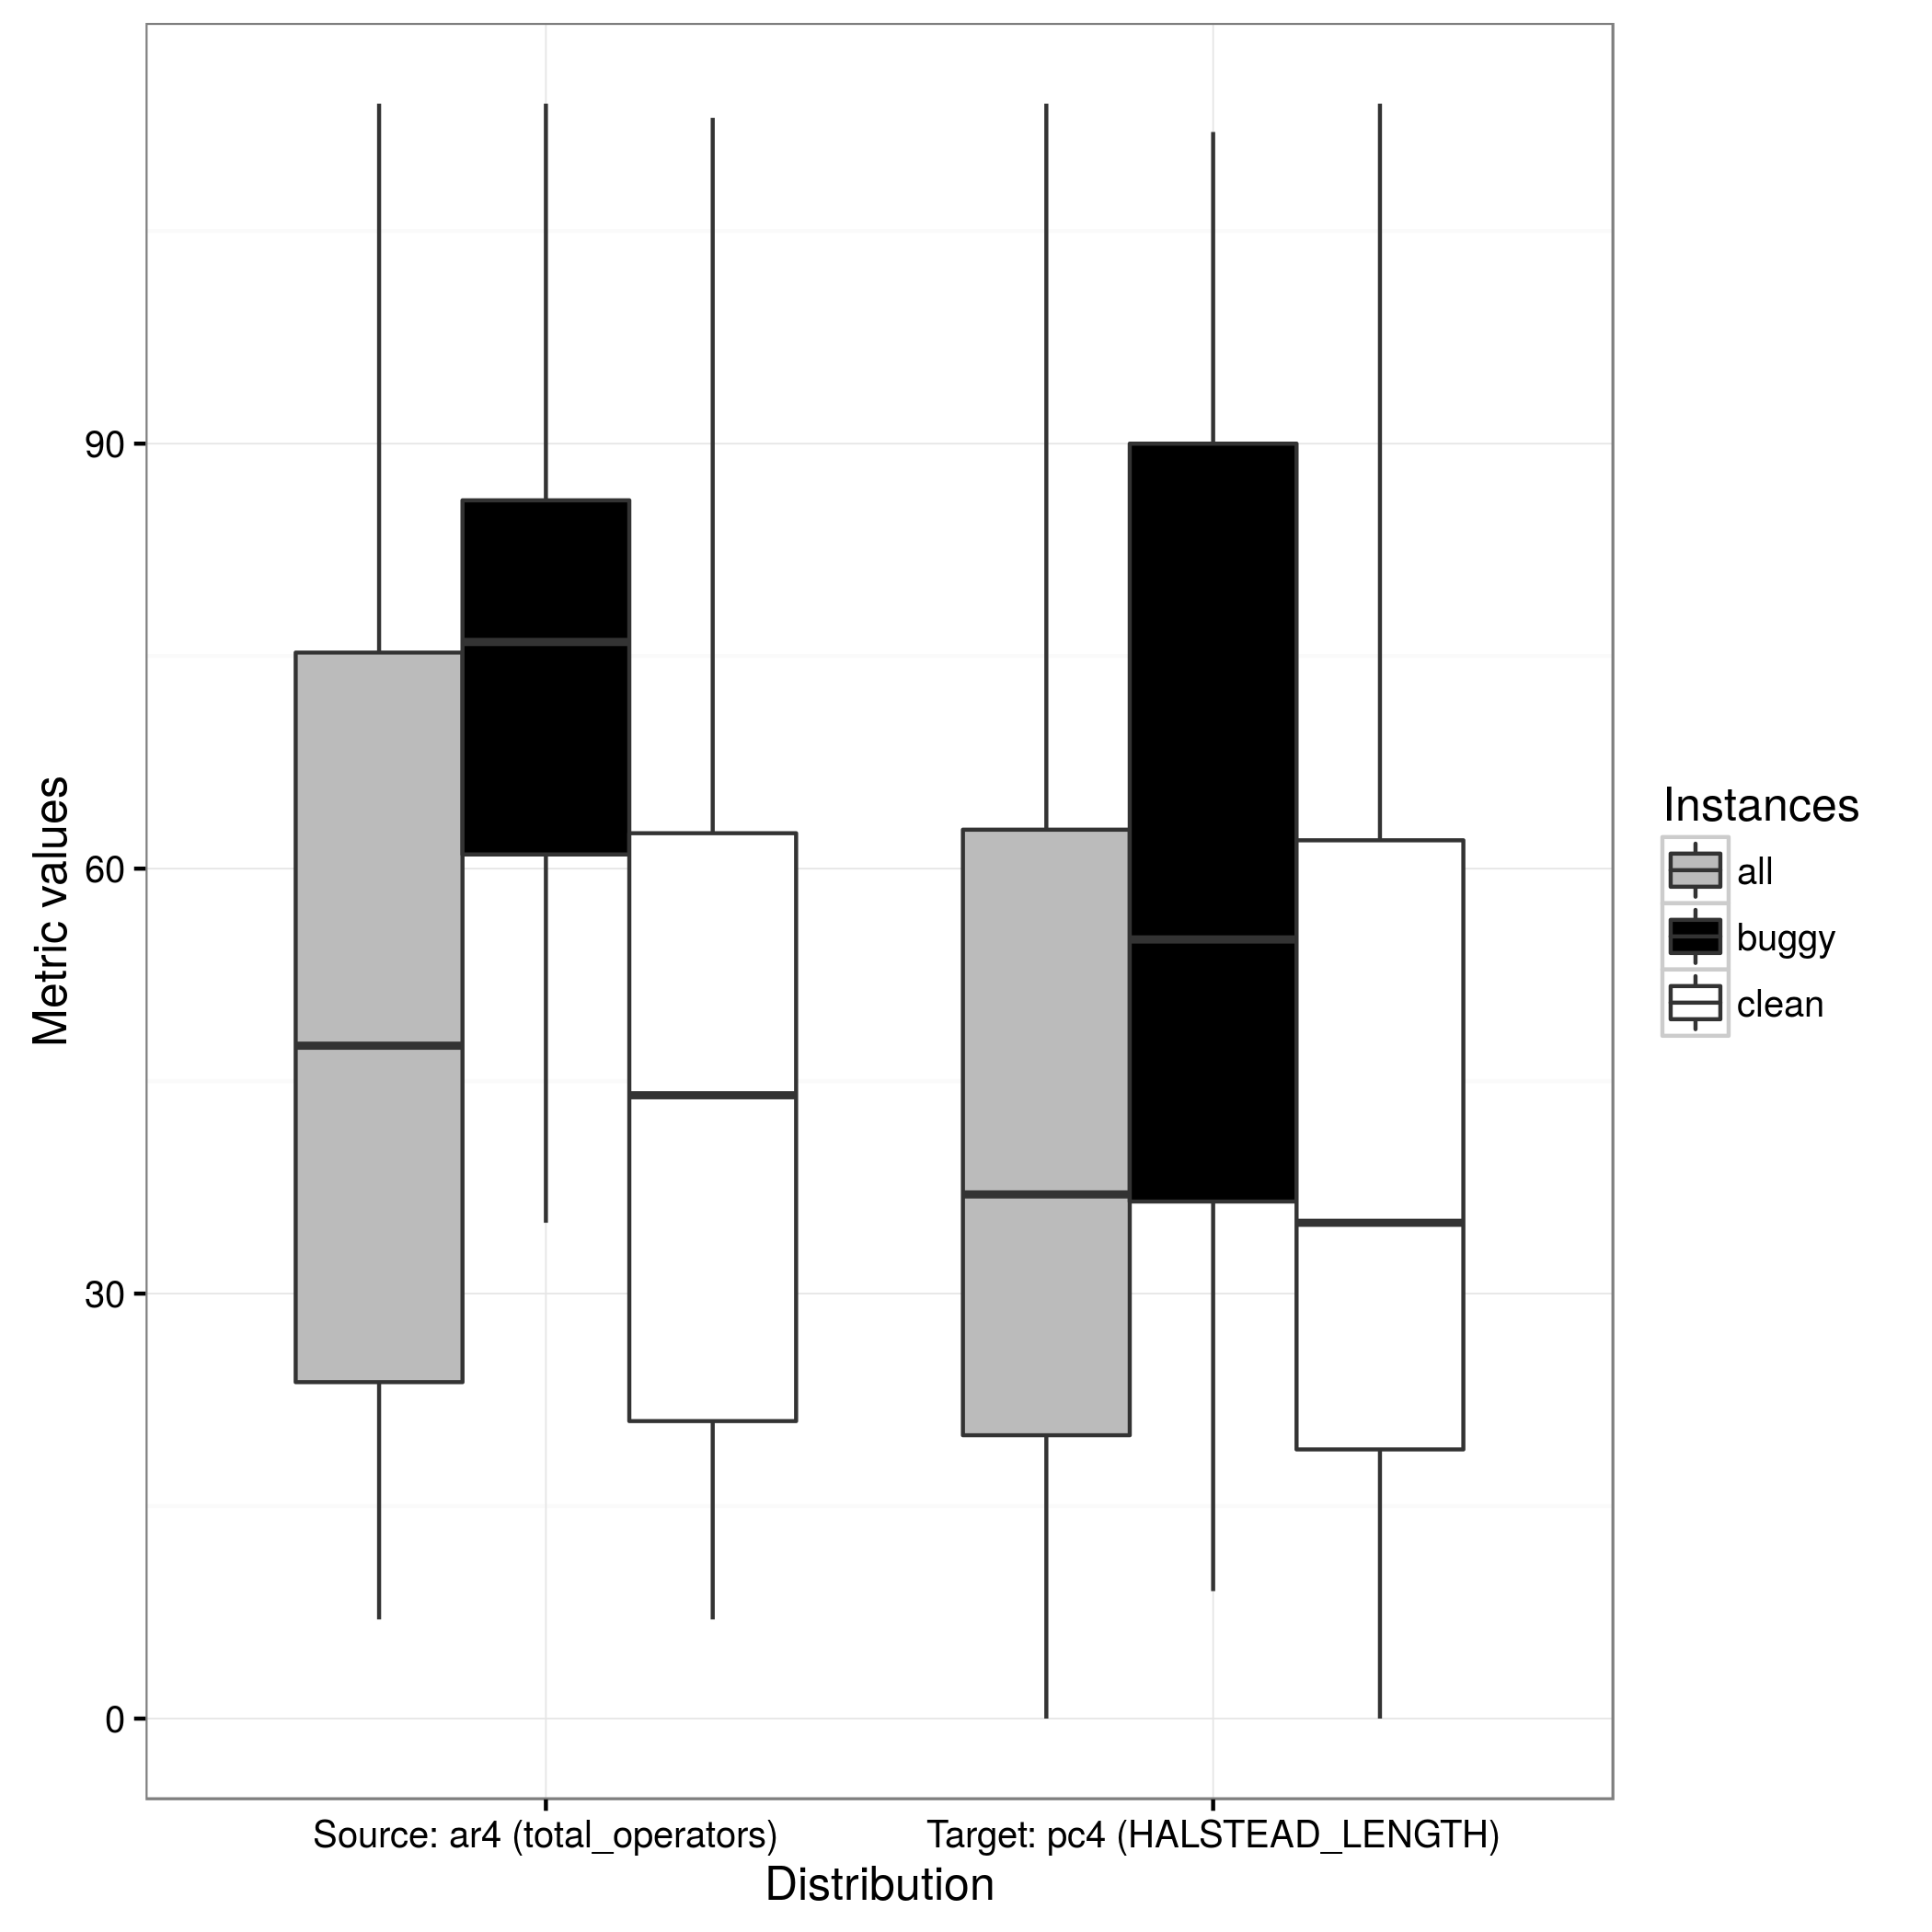 Metric values
90
60
30
0
Source: ar4 (total_operators)
Target: pc4 (HALSTEAD_LENGTH)
Distribution
Instances
all
buggy
clean